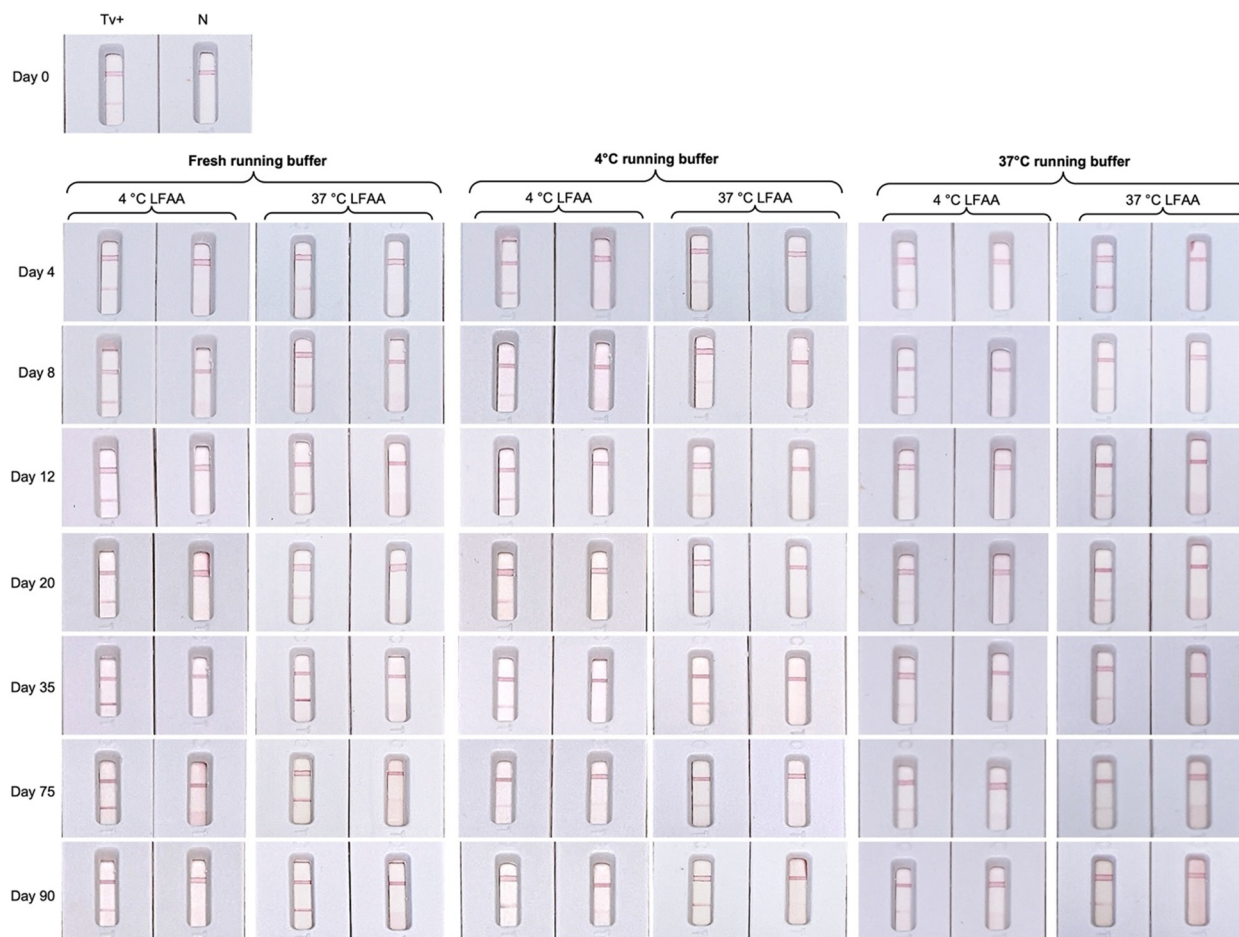 Tv+ N
Day 0
Fresh running buffer 4°C running buffer 37°C running buffer
4 °C LFAA 37 °C LFAA 4 °C LFAA 37 °C LFAA 4 °C LFAA 37 °C LFAA
Day 4
Day 8
Day 12
Day 20
Day 35
Day 75
Day 90